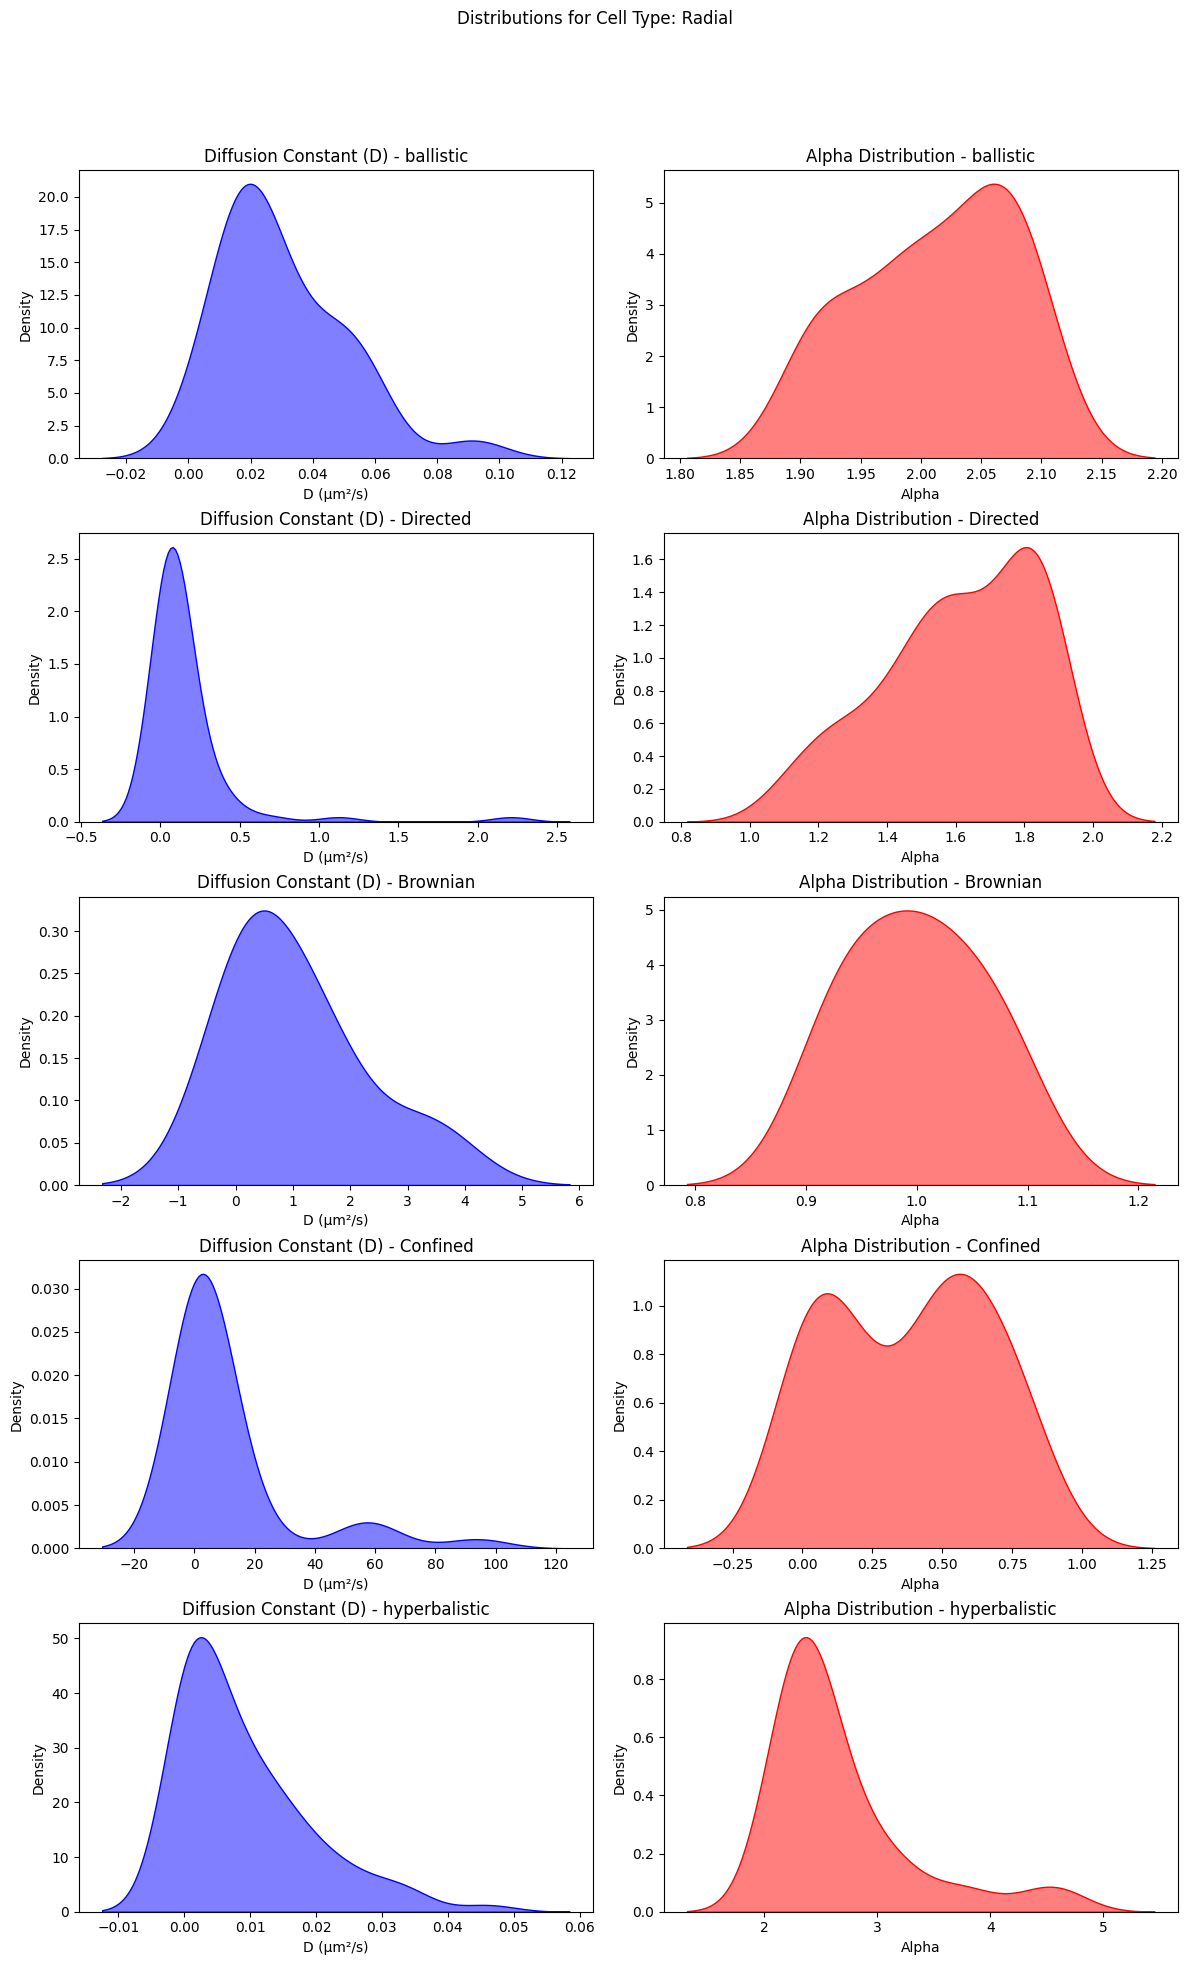 Distributions for Cell Type: Radial
Diffusion Constant (D) - ballistic
Density
20.0
17.5
15.0
12.5
10.0
7.5
5.0
2.5
0.0
−0.02 0.00 0.02 0.04 0.06 0.08 0.10 0.12
D (μm²/s)
Alpha Distribution - ballistic
Density
5
4
3
2
1
0
1.80 1.85 1.90 1.95 2.00 2.05 2.10 2.15 2.20
Alpha
Diffusion Constant (D) - Directed
Density
2.5
2.0
1.5
1.0
0.5
0.0
−0.5 0.0 0.5 1.0 1.5 2.0 2.5
D (μm²/s)
Alpha Distribution - Directed
Density
1.6
1.4
1.2
1.0
0.8
0.6
0.4
0.2
0.0
0.8 1.0 1.2 1.4 1.6 1.8 2.0 2.2
Alpha
Diffusion Constant (D) - Brownian
Density
0.30
0.25
0.20
0.15
0.10
0.05
0.00
−2 −1 0 1 2 3 4 5 6
D (μm²/s)
Alpha Distribution - Brownian
Density
5
4
3
2
1
0
0.8 0.9 1.0 1.1 1.2
Alpha
Diffusion Constant (D) - Confined
Density
0.030
0.025
0.020
0.015
0.010
0.005
0.000
−20 0 20 40 60 80 100 120
D (μm²/s)
Alpha Distribution - Confined
Density
1.0
0.8
0.6
0.4
0.2
0.0
−0.25 0.00 0.25 0.50 0.75 1.00 1.25
Alpha
Diffusion Constant (D) - hyperbalistic
Density
50
40
30
20
10
0
−0.01 0.00 0.01 0.02 0.03 0.04 0.05 0.06
D (μm²/s)
Alpha Distribution - hyperbalistic
Density
0.8
0.6
0.4
0.2
0.0
2 3 4 5
Alpha